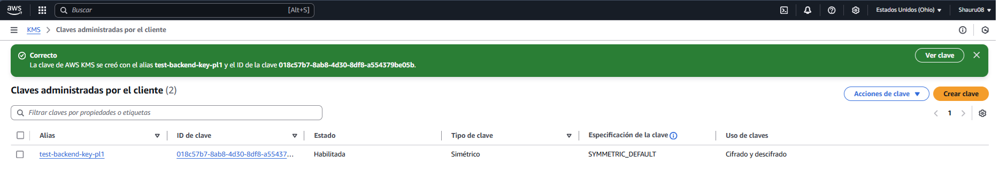 aws
Buscar
[Alt+S]
Estados Unidos (Ohio)
Shauru08
KMS
Claves administradas por el cliente
Correcto
La clave de AWS KMS se creó con el alias test-backend-key-pl1 y el ID de la clave 018c57b7-8ab8-4d30-8df8-a554379be05b.
Ver clave
Claves administradas por el cliente (2)
Acciones de clave
Crear clave
Filtrar claves por propiedades o etiquetas
1
Alias
ID de clave
Estado
Tipo de clave
Especificación de la clave
Uso de claves
test-backend-key-pl1
018c57b7-8ab8-4d30-8df8-a55437...
Habilitada
Simétrico
SYMMETRIC_DEFAULT
Cifrado y descifrado